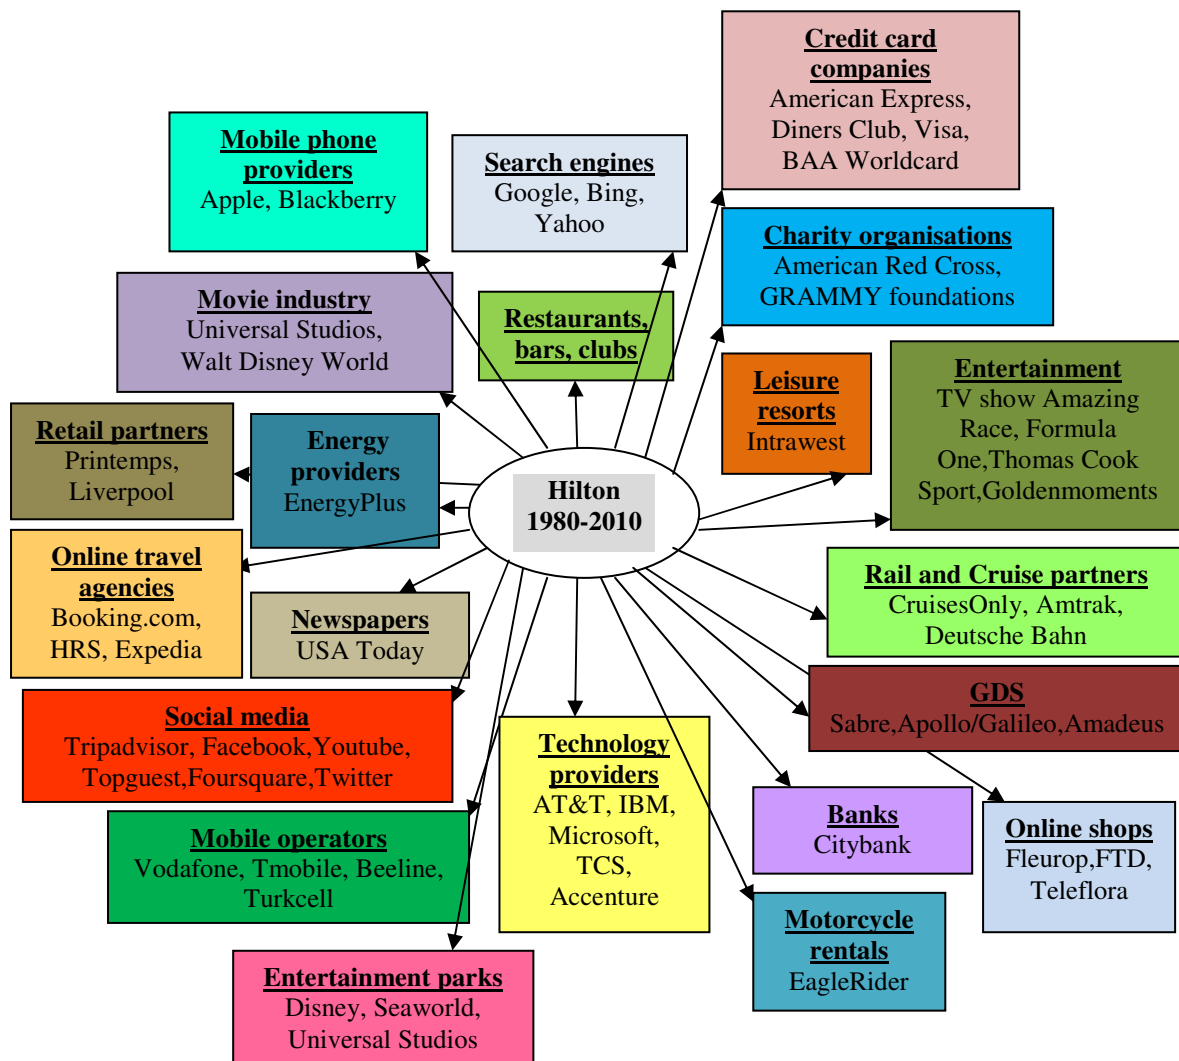 Credit card
companies
American Express,
Diners Club, Visa,
BAA Worldcard
Mobile phone
providers
Apple, Blackberry
Search engines
Google, Bing,
Yahoo
Charity organisations
American Red Cross,
GRAMMY foundations
Movie industry
Universal Studios,
Walt Disney World
Restaurants,
bars, clubs
Leisure
resorts
Intrawest
Entertainment
TV show Amazing
Race, Formula
One,Thomas Cook
Sport,Goldenmoments
Retail partners
Printemps,
Liverpool
Energy
providers
EnergyPlus
Hilton
1980-2010
Online travel
agencies
Booking.com,
HRS, Expedia
Newspapers
USA Today
Rail and Cruise partners
CruisesOnly, Amtrak,
Deutsche Bahn
GDS
Sabre,Apollo/Galileo,Amadeus
Social media
Tripadvisor, Facebook,Youtube,
Topguest,Foursquare,Twitter
Technology
providers
AT&T, IBM,
Microsoft,
TCS,
Accenture
Banks
Citybank
Online shops
Fleurop,FTD,
Teleflora
Mobile operators
Vodafone, Tmobile, Beeline,
Turkcell
Motorcycle
rentals
EagleRider
Entertainment parks
Disney, Seaworld,
Universal Studios